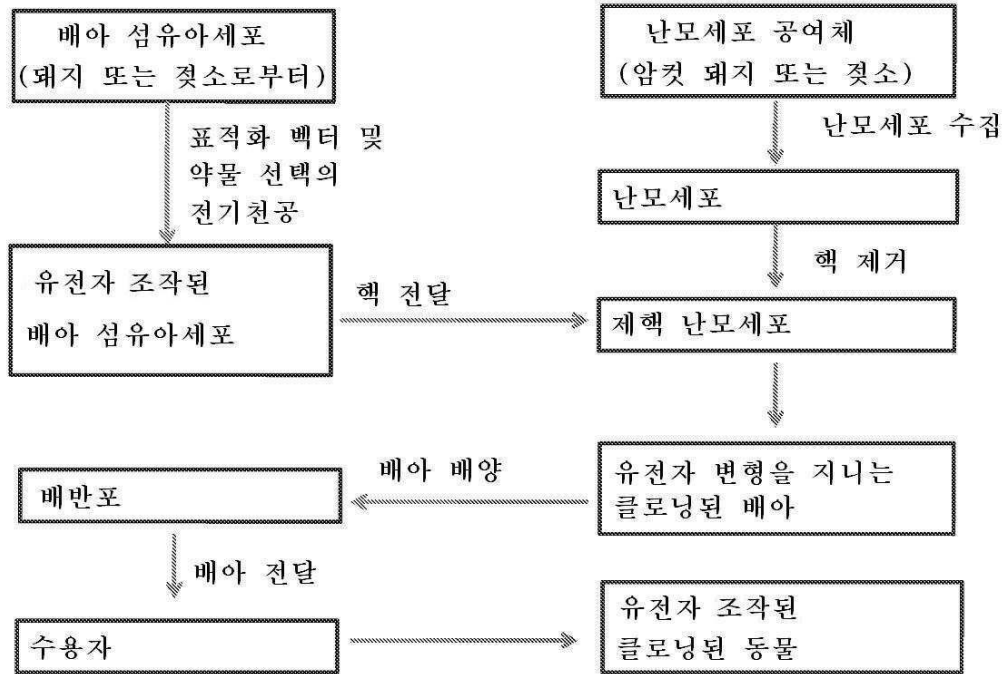 배아 섬유아세포
(돼지 또는 젖소로부터)
난모세포 공여체
(암컷 돼지 또는 젖소)
표적화 벡터 및
약물 선택의
전기천공
난모세포 수집
난모세포
핵 제거
유전자 조작된
배아 섬유아세포
핵 전달
제핵 난모세포
유전자 변형을 지니는
클로닝된 배아
배아 배양
배반포
배아 전달
수용자
유전자 조작된
클로닝된 동물